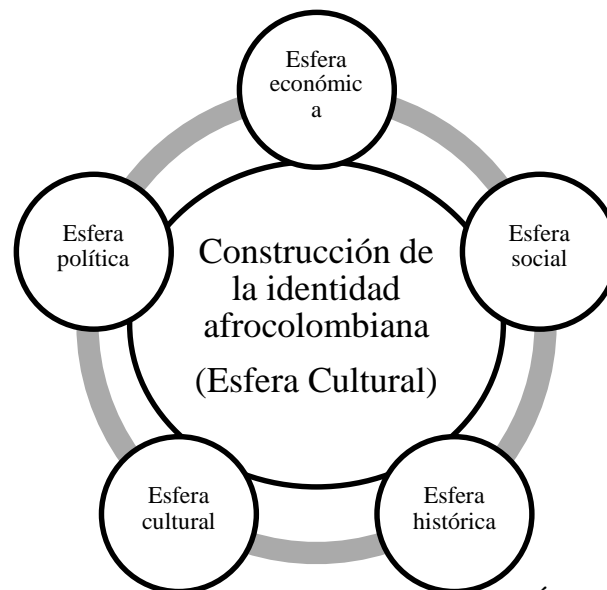 Esfera
económic
a
Esfera
política
Esfera
social
Construcción de
la identidad
afrocolombiana
(Esfera Cultural)
Esfera
cultural
Esfera
histórica